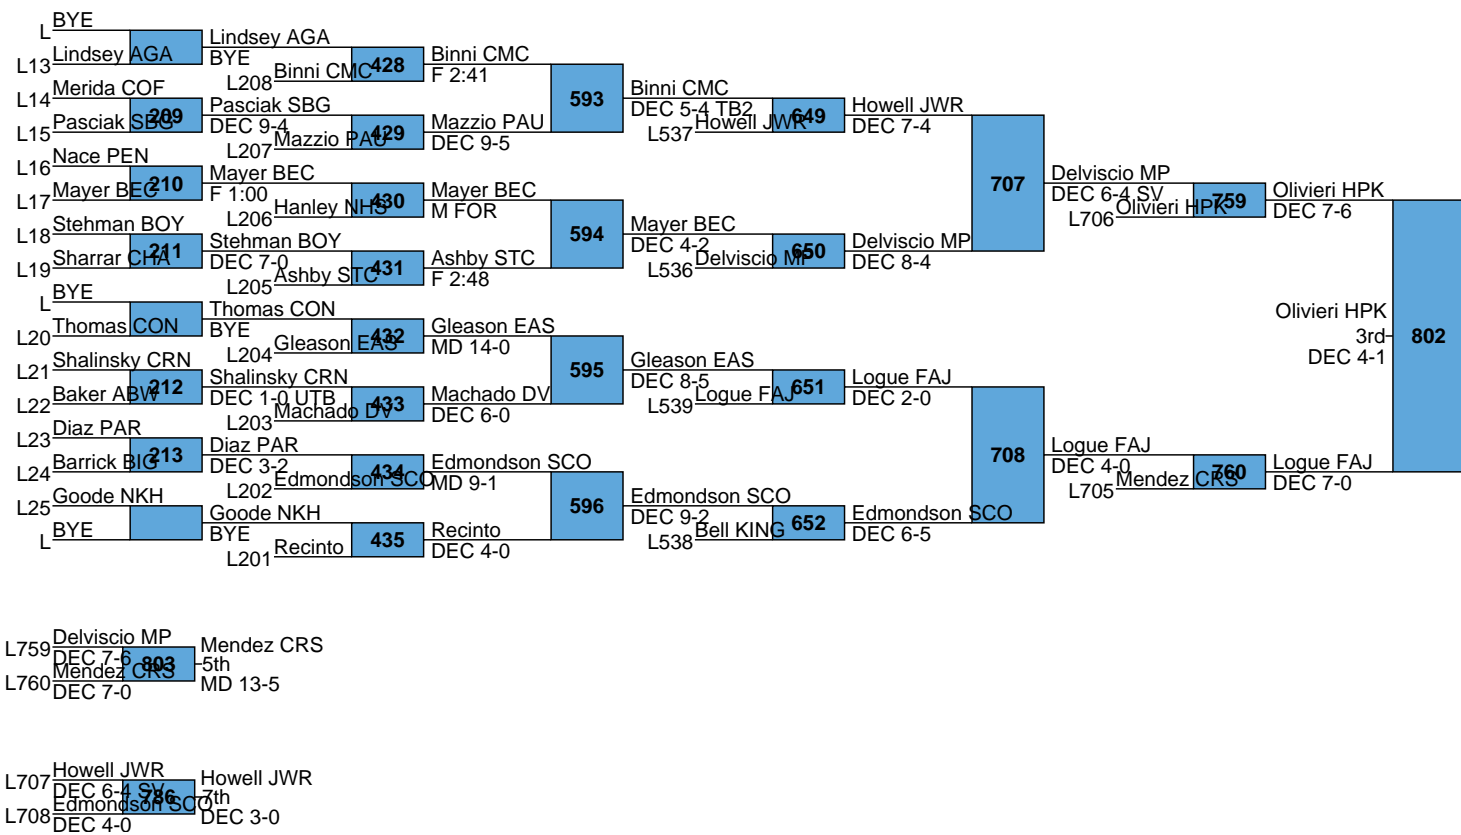 L BYE
L13 Lindsey AGA
Lindsey AGA
BYE
L208 Binni CMC
428
Binni CMC
F 2:41
L14 Merida COF
209
L15 Pasciak SBG
Pasciak SBG
DEC 9-4
L207 Mazzio PAU
429
Mazzio PAU
DEC 9-5
593
Binni CMC
DEC 5-4 TB2
L537 Howell JWR
649
Howell JWR
DEC 7-4
L16 Nace PEN
210
L17 Mayer BEC
Mayer BEC
F 1:00
L206 Hanley NHS
430
Mayer BEC
M FOR
L18 Stehman BOY
211
L19 Sharrar CHA
Stehman BOY
DEC 7-0
L205 Ashby STC
431
Ashby STC
F 2:48
594
Mayer BEC
DEC 4-2
L536 Delviscio MP
650
Delviscio MP
DEC 8-4
707
Delviscio MP
DEC 6-4 SV
L706 Olivieri HPK
759
Olivieri HPK
DEC 7-6
L BYE
L20 Thomas CON
Thomas CON
BYE
L204 Gleason EAS
432
Gleason EAS
MD 14-0
L21 Shalinsky CRN
212
L22 Baker ABW
Shalinsky CRN
DEC 1-0 UTB
L203 Machado DV
433
Machado DV
DEC 6-0
595
Gleason EAS
DEC 8-5
L539 Logue FAJ
651
Logue FAJ
DEC 2-0
L23 Diaz PAR
213
L24 Barrick BIG
Diaz PAR
DEC 3-2
L202 Edmondson SCO
434
Edmondson SCO
MD 9-1
L25 Goode NKH
L BYE
Goode NKH
BYE
L201 Recinto
435
Recinto
DEC 4-0
596
Edmondson SCO
DEC 9-2
L538 Bell KING
652
Edmondson SCO
DEC 6-5
708
Logue FAJ
DEC 4-0
L705 Mendez CRS
760
Logue FAJ
DEC 7-0
Olivieri HPK
3rd
DEC 4-1
802
L759 Delviscio MP
DEC 7-6
803
L760 Mendez CRS
DEC 7-0
Mendez CRS
5th
MD 13-5
L707 Howell JWR
DEC 6-4 SV
786
L708 Edmondson SCO
DEC 4-0
Howell JWR
7th
DEC 3-0